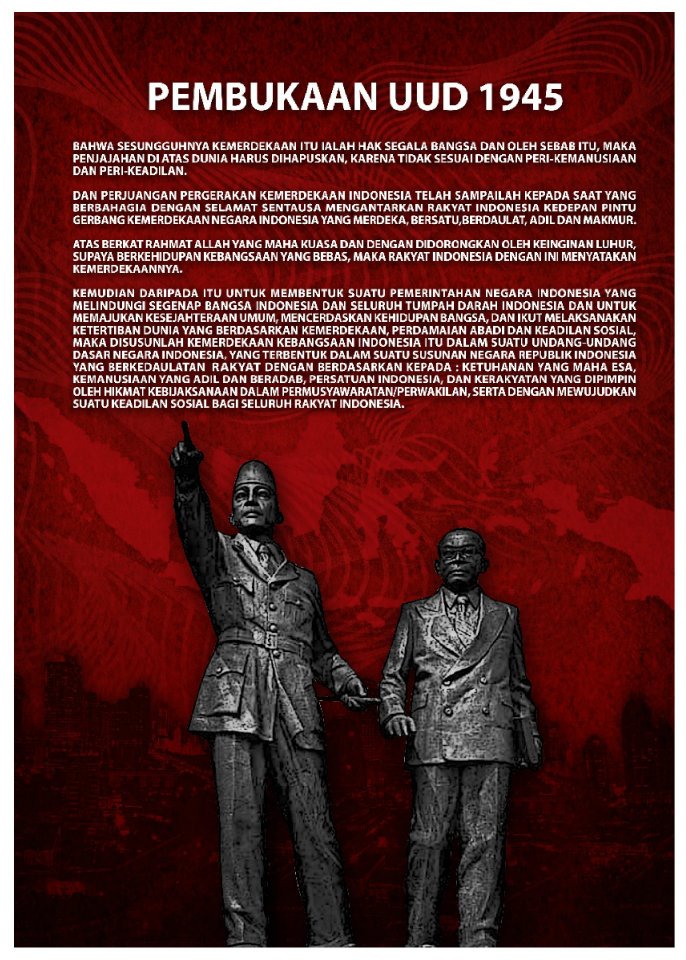 PEMBUKAAN UUD 1945
BAHWA SESUNGGUHNYA KEMERDEKAAN ITU IALAH HAK SEGALA BANGSA DAN OLEH SEBAB ITU, MAKA
PENJAJAHAN DI ATAS DUNIA HARUS DIHAPUSKAN, KARENA TIDAK SESUAI DENGAN PERI-KEMANUSIAAN
DAN PERI-KEADILAN.
DAN PERJUANGAN PERGERAKAN KEMERDEKAAN INDONESIA TELAH SAMPAILAH KEPADA SAAT YANG
BERBAHAGIA DENGAN SELAMAT SENTAUSA MENGANTARKAN RAKYAT INDONESIA KEDEPAN PINTU
GERBANG KEMERDEKAAN NEGARA INDONESIA YANG MERDEKA, BERSATU,BERDAULAT, ADIL DAN MAKMUR.
ATAS BERKAT RAHMAT ALLAH YANG MAHA KUASA DAN DENGAN DIDORONGKAN OLEH KEINGINAN LUHUR,
SUPAYA BERKEHIDUPAN KEBANGSAAN YANG BEBAS, MAKA RAKYAT INDONESIA DENGAN INI MENYATAKAN
KEMERDEKAANNYA.
KEMUDIAN DARIPADA ITU UNTUK MEMBENTUK SUATU PEMERINTAHAN NEGARA INDONESIA YANG
MELINDUNGI SEGENAP BANGSA INDONESIA DAN SELURUH TUMPAH DARAH INDONESIA DAN UNTUK
MEMAJUKAN KESEJAHTERAAN UMUM, MENCERDASKAN KEHIDUPAN BANGSA, DAN IKUT MELAKSANAKAN
KETERTIBAN DUNIA YANG BERDASARKAN KEMERDEKAAN, PERDAMAIAN ABADI DAN KEADILAN SOSIAL,
MAKA DISUSUNLAH KEMERDEKAAN KEBANGSAAN INDONESIA ITU DALAM SUATU UNDANG-UNDANG
DASAR NEGARA INDONESIA, YANG TERBENTUK DALAM SUATU SUSUNAN NEGARA REPUBLIK INDONESIA
YANG BERKEDAULATAN RAKYAT DENGAN BERDASARKAN KEPADA : KETUHANAN YANG MAHA ESA,
KEMANUSIAAN YANG ADIL DAN BERADAB, PERSATUAN INDONESIA, DAN KERAKYATAN YANG DIPIMPIN
OLEH HIKMAT KEBIJAKSANAAN DALAM PERMUSYAWARATAN/PERWAKILAN, SERTA DENGAN MEWUJUDKAN
SUATU KEADILAN SOSIAL BAGI SELURUH RAKYAT INDONESIA.